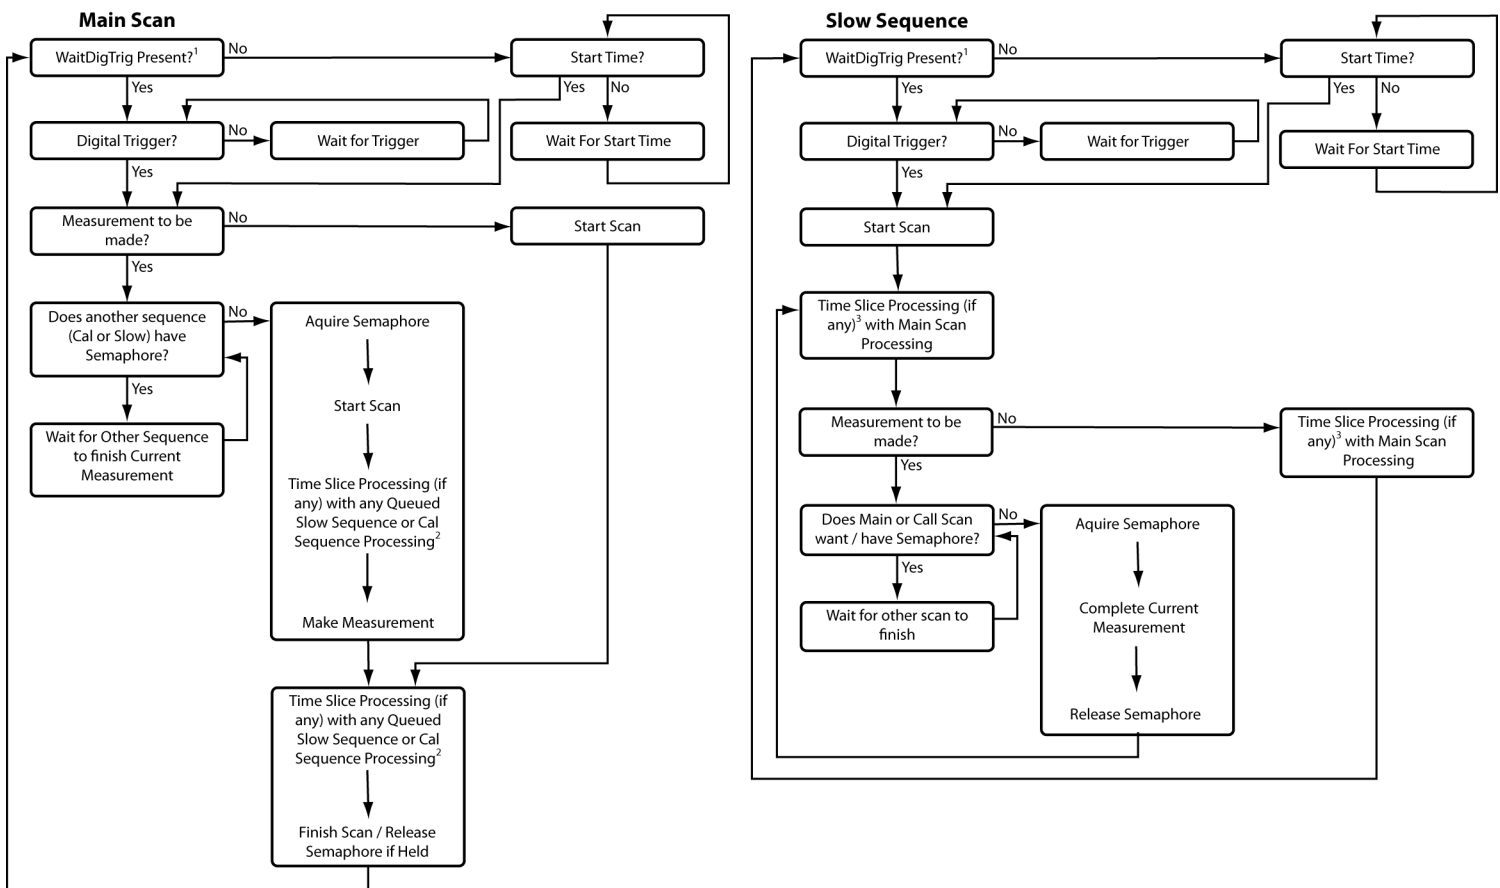 Main Scan
WaitDigTrig Present?1
No
Start Time?
Yes
Yes
No
Digital Trigger?
No
Wait for Trigger
Wait For Start Time
Yes
Measurement to be
made?
No
Start Scan
Yes
Does another sequence
(Cal or Slow) have
Semaphore?
No
Yes
Wait for Other Sequence
to finish Current
Measurement
Aquire Semaphore
Start Scan
Time Slice Processing (if
any) with any Queued
Slow Sequence or Cal
Sequence Processing2
Make Measurement
Time Slice Processing (if
any) with any Queued
Slow Sequence or Cal
Sequence Processing2
Finish Scan / Release
Semaphore if Held
Slow Sequence
WaitDigTrig Present?1
No
Start Time?
Yes
Yes
No
Digital Trigger?
No
Wait for Trigger
Wait For Start Time
Yes
Start Scan
Time Slice Processing (if
any)3 with Main Scan
Processing
Measurement to be
made?
No
Time Slice Processing (if
any)3 with Main Scan
Processing
Yes
Does Main or Call Scan
want / have Semaphore?
No
Yes
Wait for other scan to
finish
Aquire Semaphore
Complete Current
Measurement
Release Semaphore